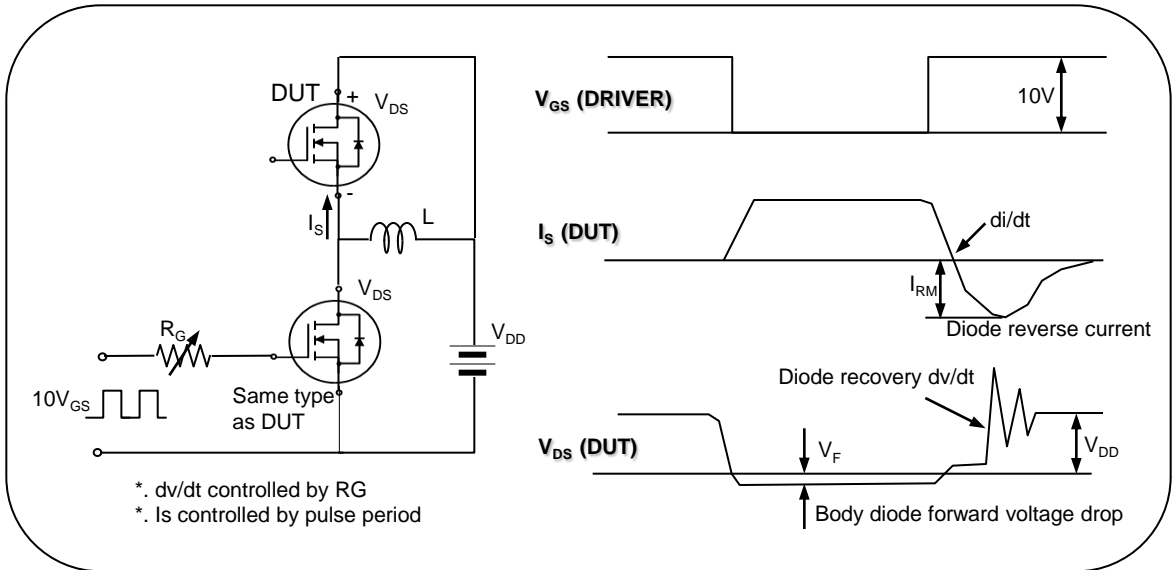 DUT
+
V_DS
-
I_S
L
V_DS
R_G
V_DD
10V_GS
Same type
as DUT
*. dv/dt controlled by RG
*. Is controlled by pulse period
V_GS (DRIVER)
10V
I_S (DUT)
di/dt
I_RM
Diode reverse current
Diode recovery dv/dt
V_DS (DUT)
V_F
V_DD
Body diode forward voltage drop